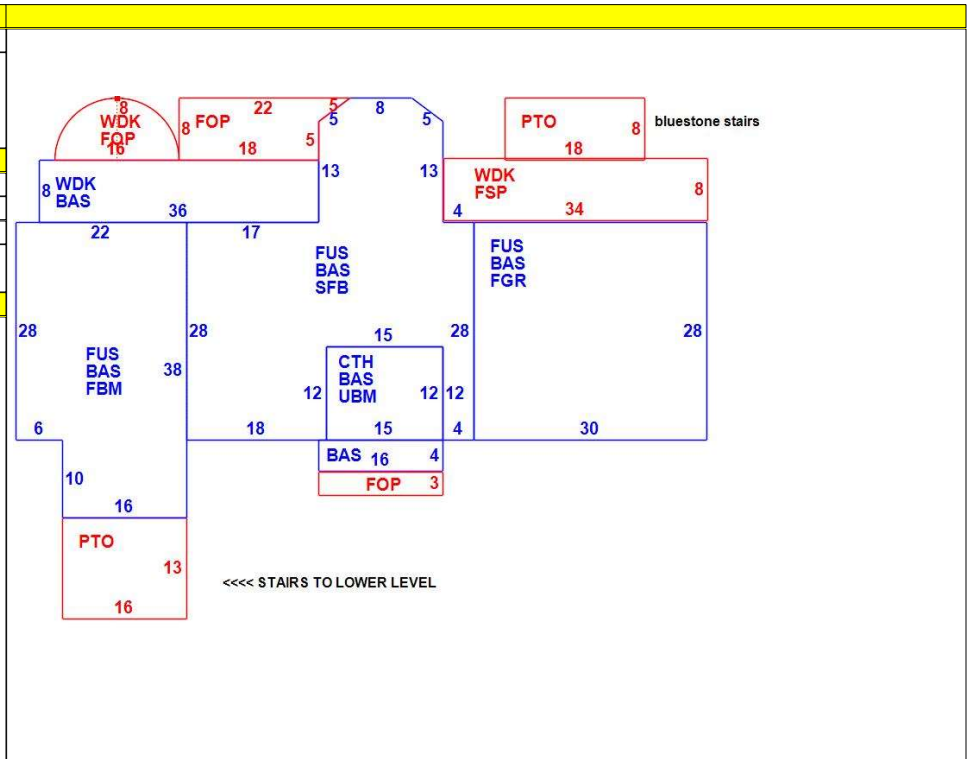 8
WDK
FOP
16
22
8
FOP
18
5
5
5
8
5
PTO
8
18
bluestone stairs
8
WDK
BAS
36
13
13
WDK
FSP
8
4
34
22
17
FUS
BAS
SFB
FUS
BAS
FGR
28
FUS
BAS
FBM
38
28
15
28
28
12
CTH
BAS
UBM
12
12
6
18
15
4
30
10
BAS
16
4
FOP
3
16
PTO
13
16
<<<< STAIRS TO LOWER LEVEL